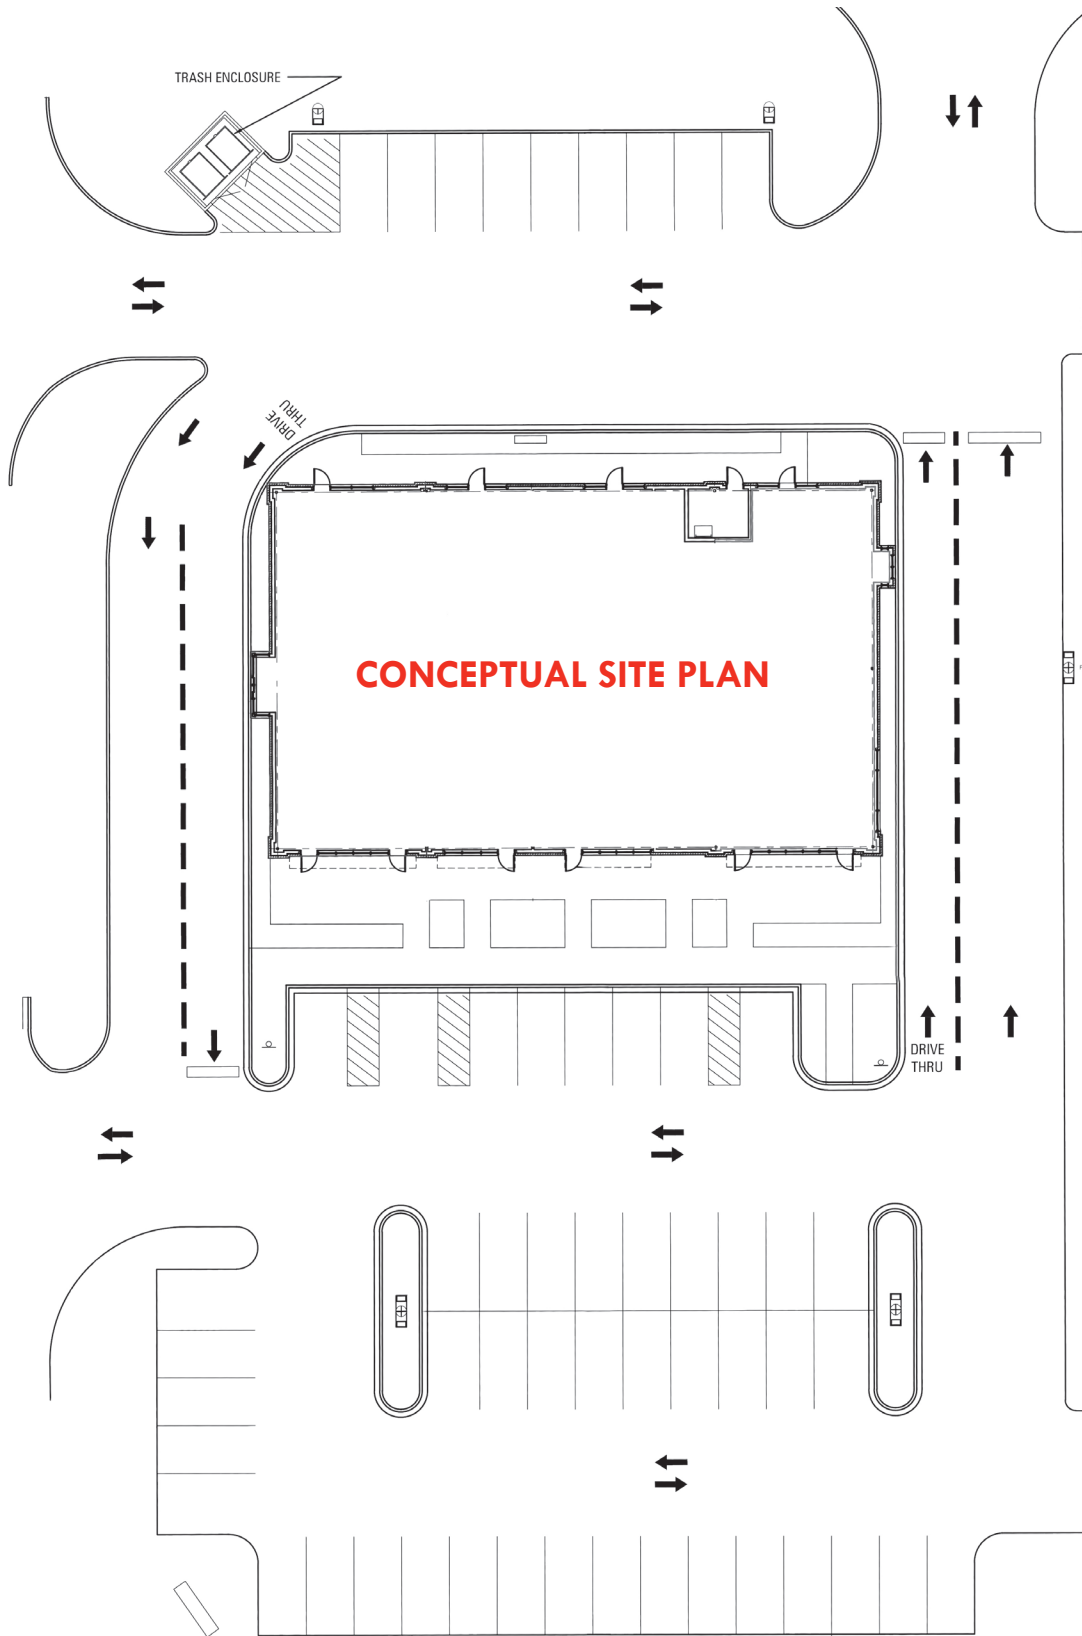 TRASH ENCLOSURE
DRIVE
THRU
CONCEPTUAL SITE PLAN
DRIVE
THRU